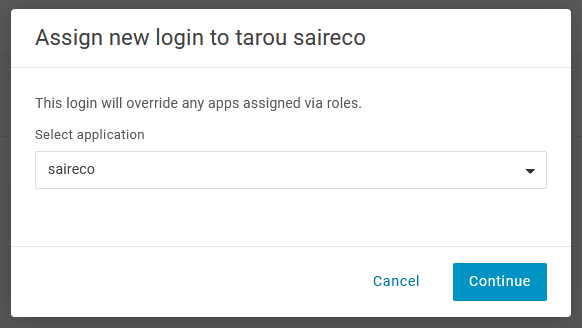 Assign new login to tarou saireco
This login will override any apps assigned via roles.
Select application
saireco
Cancel
Continue